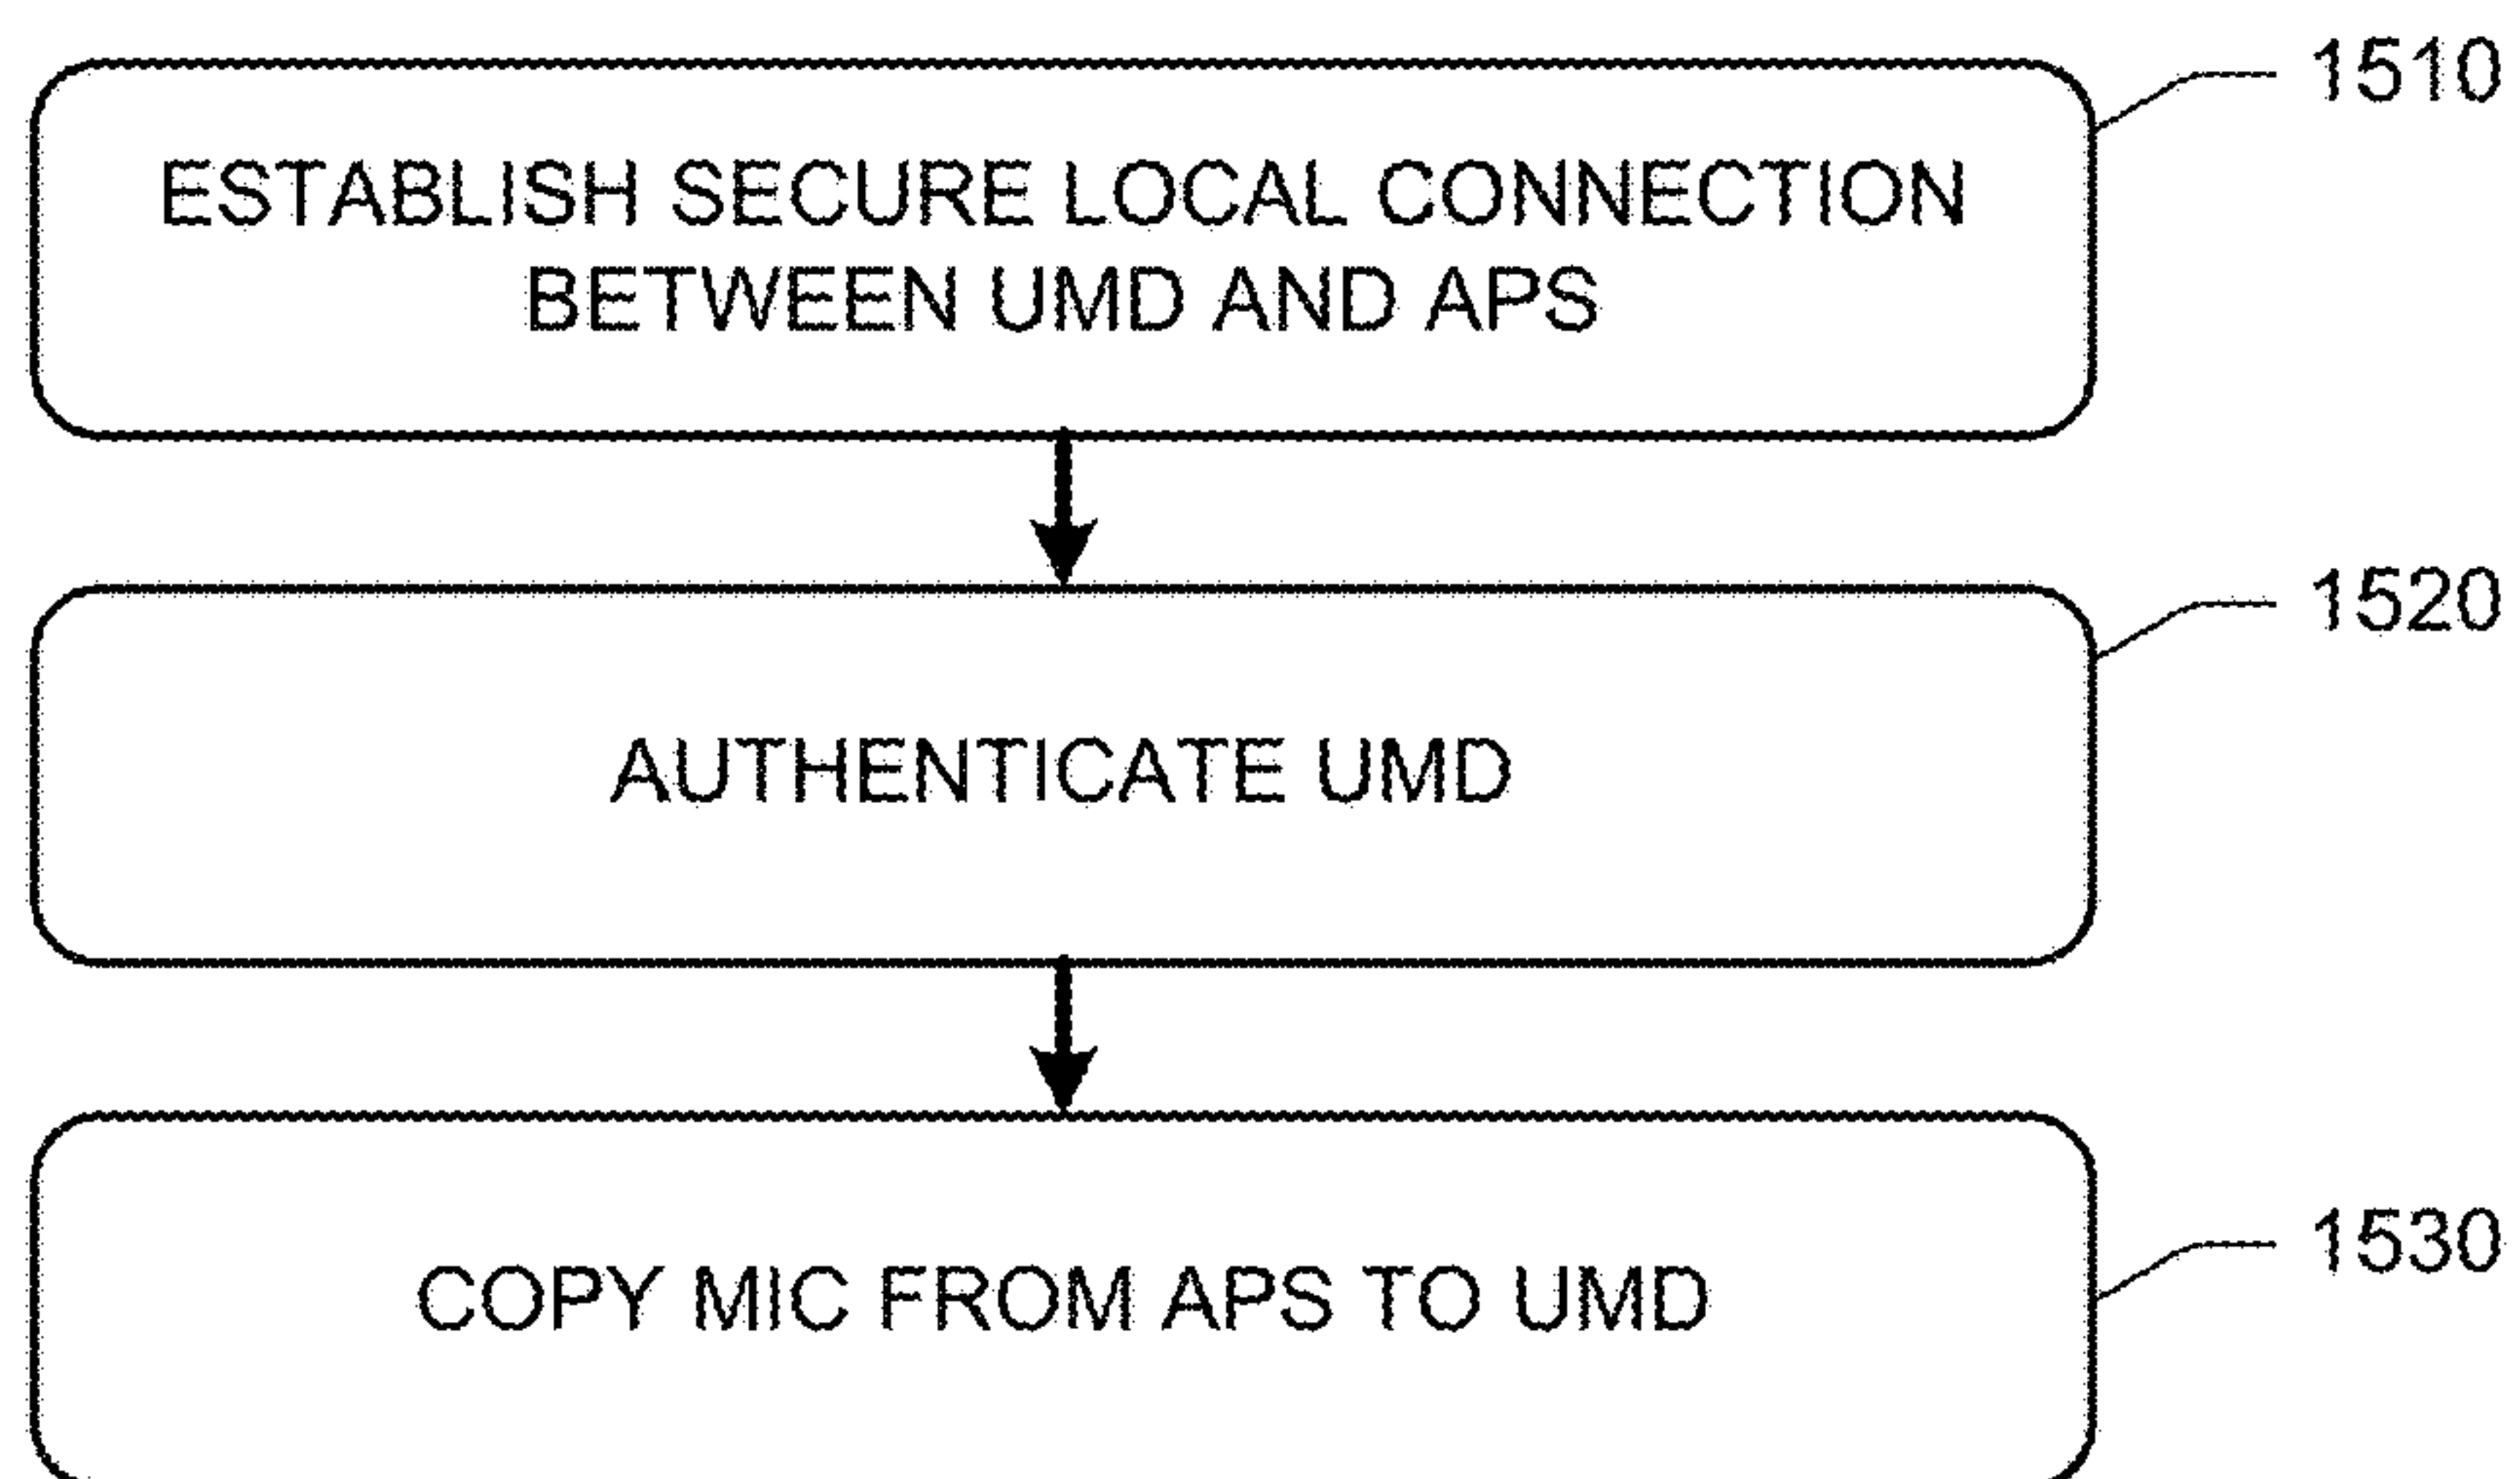 1510
ESTABLISH SECURE LOCAL CONNECTION
BETWEEN UMD AND APS
1520
AUTHENTICATE UMD
1530
COPY MIC FROM APS TO UMD